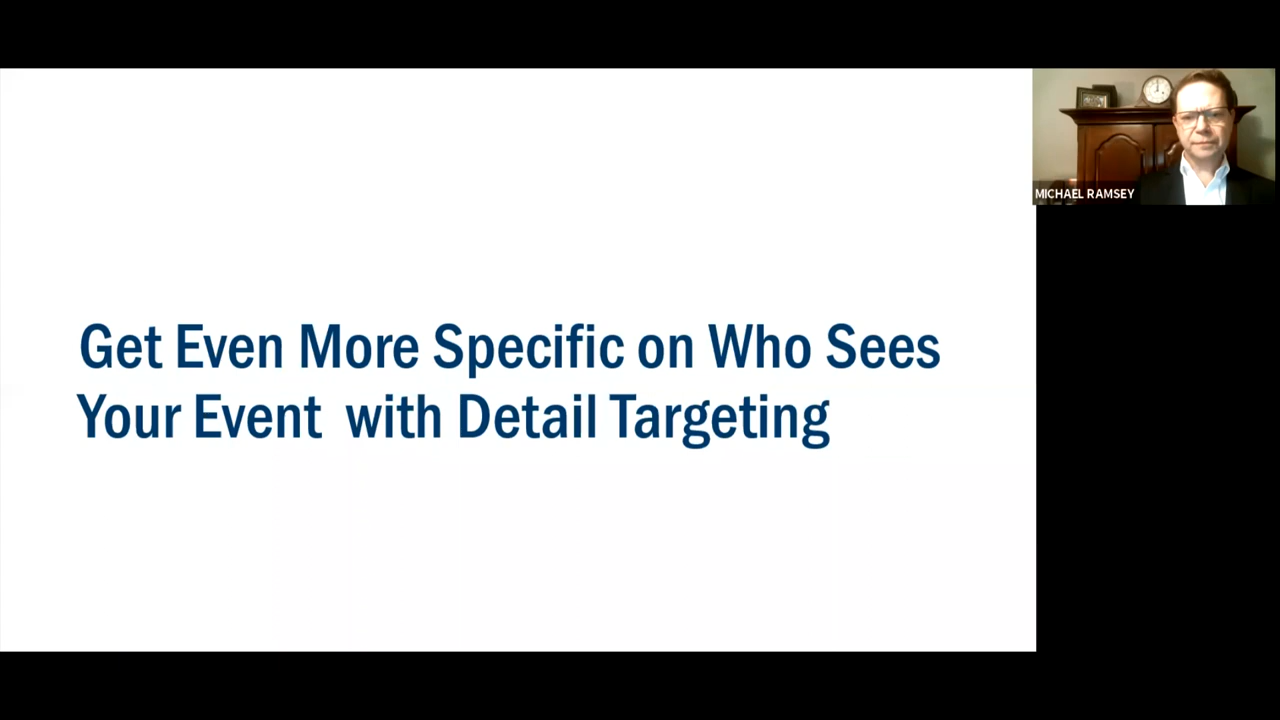 Get Even More Specific on Who Sees
Your Event  with Detail Targeting
MICHAEL RAMSEY